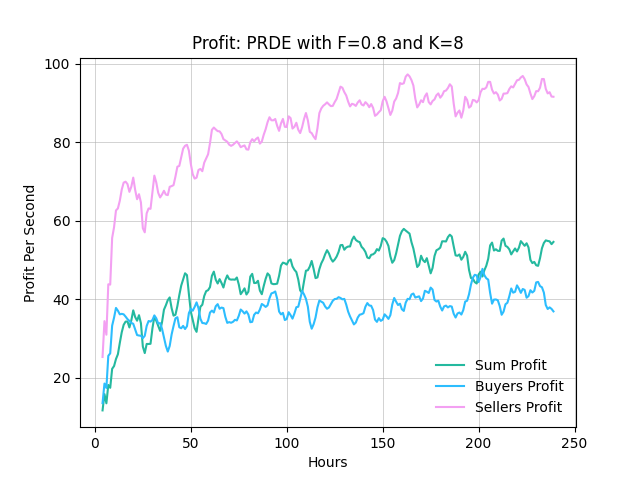 Profit: PRDE with F=0.8 and K=8
Profit Per Second
100
80
60
40
20
0
50
100
150
200
250
Hours
Sum Profit
Buyers Profit
Sellers Profit